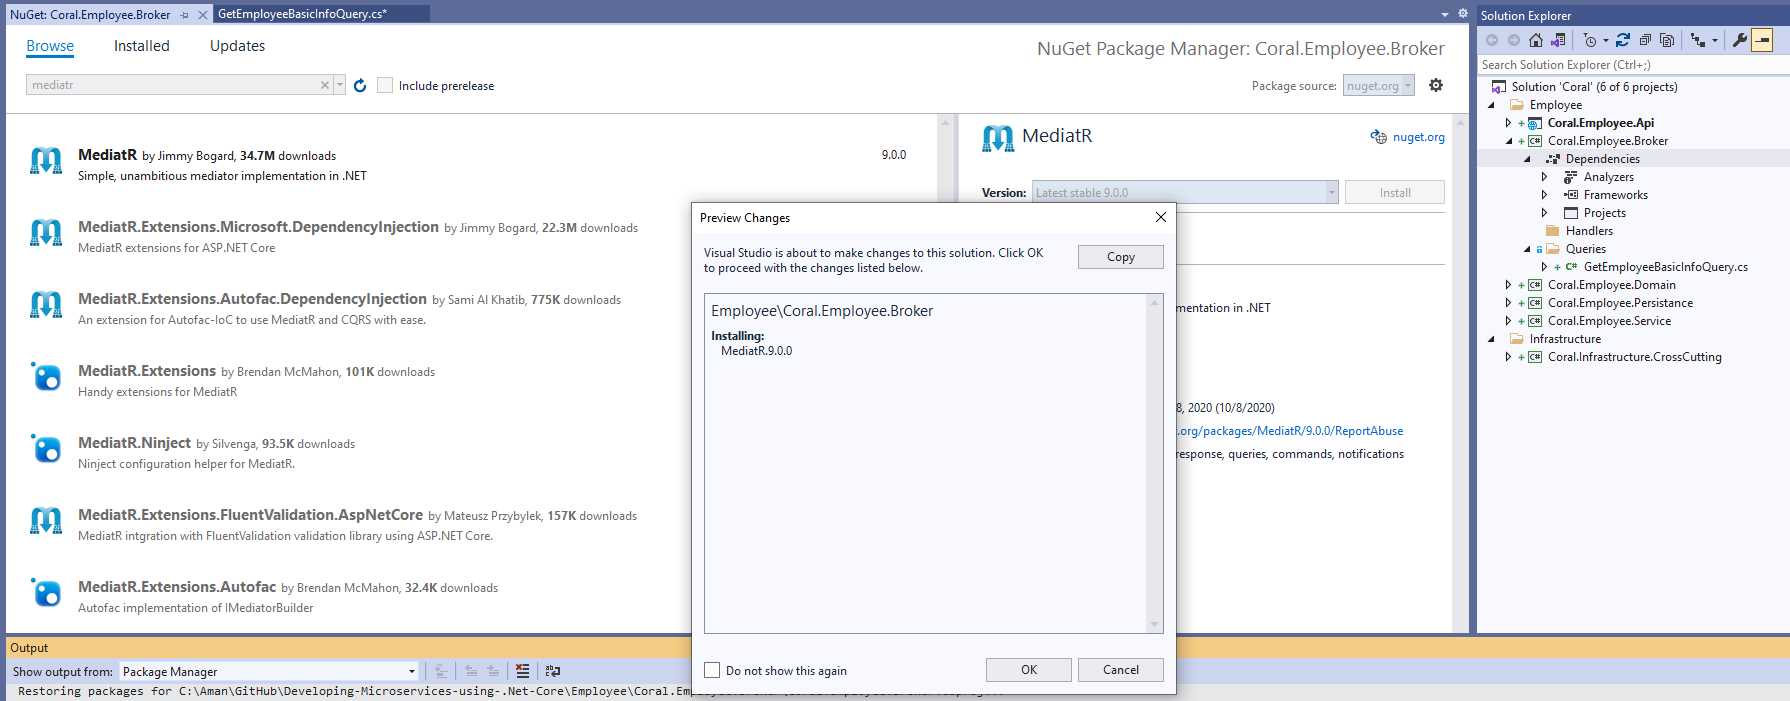 NuGet: Coral.Employee.Broker
GetEmployeeBasicInfoQuery.cs*
Browse Installed Updates
NuGet Package Manager: Coral.Employee.Broker
mediatr
Include prerelease
Package source: nuget.org
MediatR by Jimmy Bogard, 34.7M downloads
9.0.0
Simple, unambitious mediator implementation in .NET
MediatR.Extensions.Microsoft.DependencyInjection by Jimmy Bogard, 22.3M downloads
MediatR extensions for ASP.NET Core
MediatR.Extensions.Autofac.DependencyInjection by Sami Al Khatib, 775K downloads
An extension for Autofac-IoC to use MediatR and CQRS with ease.
MediatR.Extensions by Brendan McMahon, 101K downloads
Handy extensions for MediatR
MediatR.Ninject by Silvenga, 93.5K downloads
Ninject configuration helper for MediatR.
MediatR.Extensions.FluentValidation.AspNetCore by Mateusz Przybylek, 157K downloads
MediatR intgration with FluentValidation validation library using ASP.NET Core.
MediatR.Extensions.Autofac by Brendan McMahon, 32.4K downloads
Autofac implementation of IMediatorBuilder
MediatR
nuget.org
Version: Latest stable 9.0.0 Install
mentation in .NET
8, 2020 (10/8/2020)
.org/packages/MediatR/9.0.0/ReportAbuse
response, queries, commands, notifications
Preview Changes
Visual Studio is about to make changes to this solution. Click OK
to proceed with the changes listed below.
Copy
Employee\Coral.Employee.Broker
Installing:
MediatR.9.0.0
Do not show this again
OK
Cancel
Output
Show output from: Package Manager
Restoring packages for C:\Aman\GitHub\Developing-Microservices-using-.Net-Core\Employee\Coral.Em
Solution Explorer
Search Solution Explorer (Ctrl+;)
Solution 'Coral' (6 of 6 projects)
Employee
Coral.Employee.Api
Coral.Employee.Broker
Dependencies
Analyzers
Frameworks
Projects
Handlers
Queries
GetEmployeeBasicInfoQuery.cs
Coral.Employee.Domain
Coral.Employee.Persistance
Coral.Employee.Service
Infrastructure
Coral.Infrastructure.CrossCutting